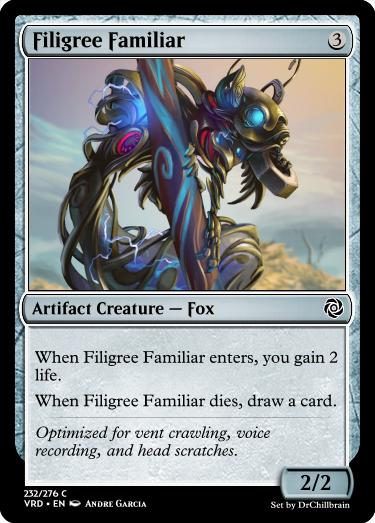 Filigree Familiar 3
Artifact Creature — Fox
When Filigree Familiar enters, you gain 2
life.
When Filigree Familiar dies, draw a card.
Optimized for vent crawling, voice
recording, and head scratches.
2/2
232/276 C
VRD • EN Andre Garcia
Set by DrChillbrain